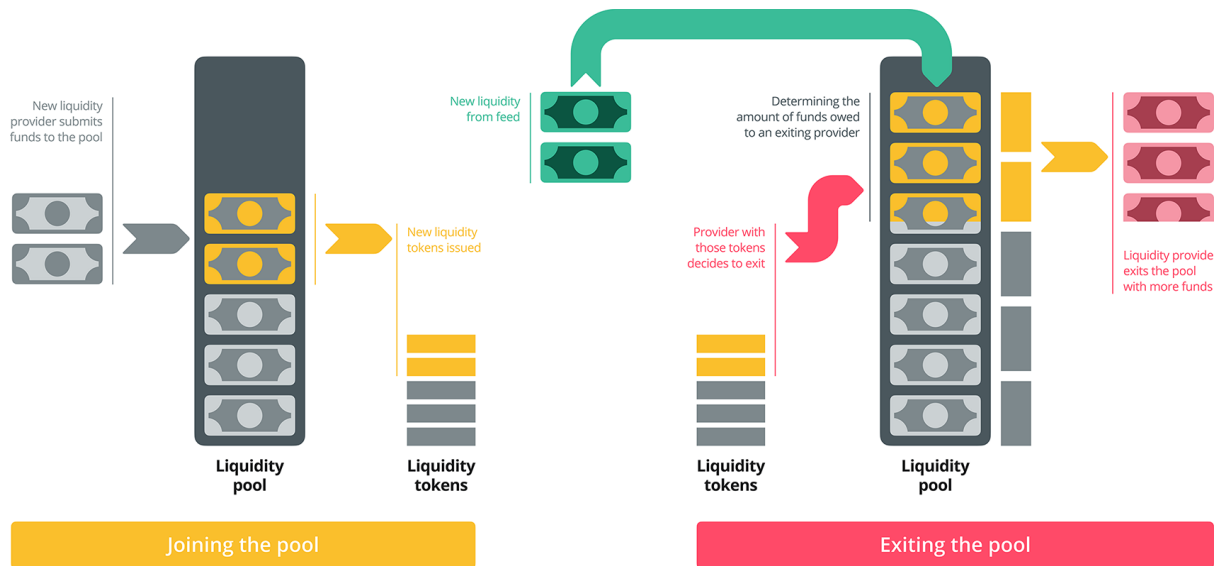 New liquidity
provider submits
funds to the pool
New liquidity
tokens issued
Liquidity
pool
Liquidity
tokens
Joining the pool
New liquidity
from feed
Determining the
amount of funds owed
to an exiting provider
Provider with
those tokens
decides to exit
Liquidity provide
exits the pool
with more funds
Liquidity
tokens
Liquidity
pool
Exiting the pool